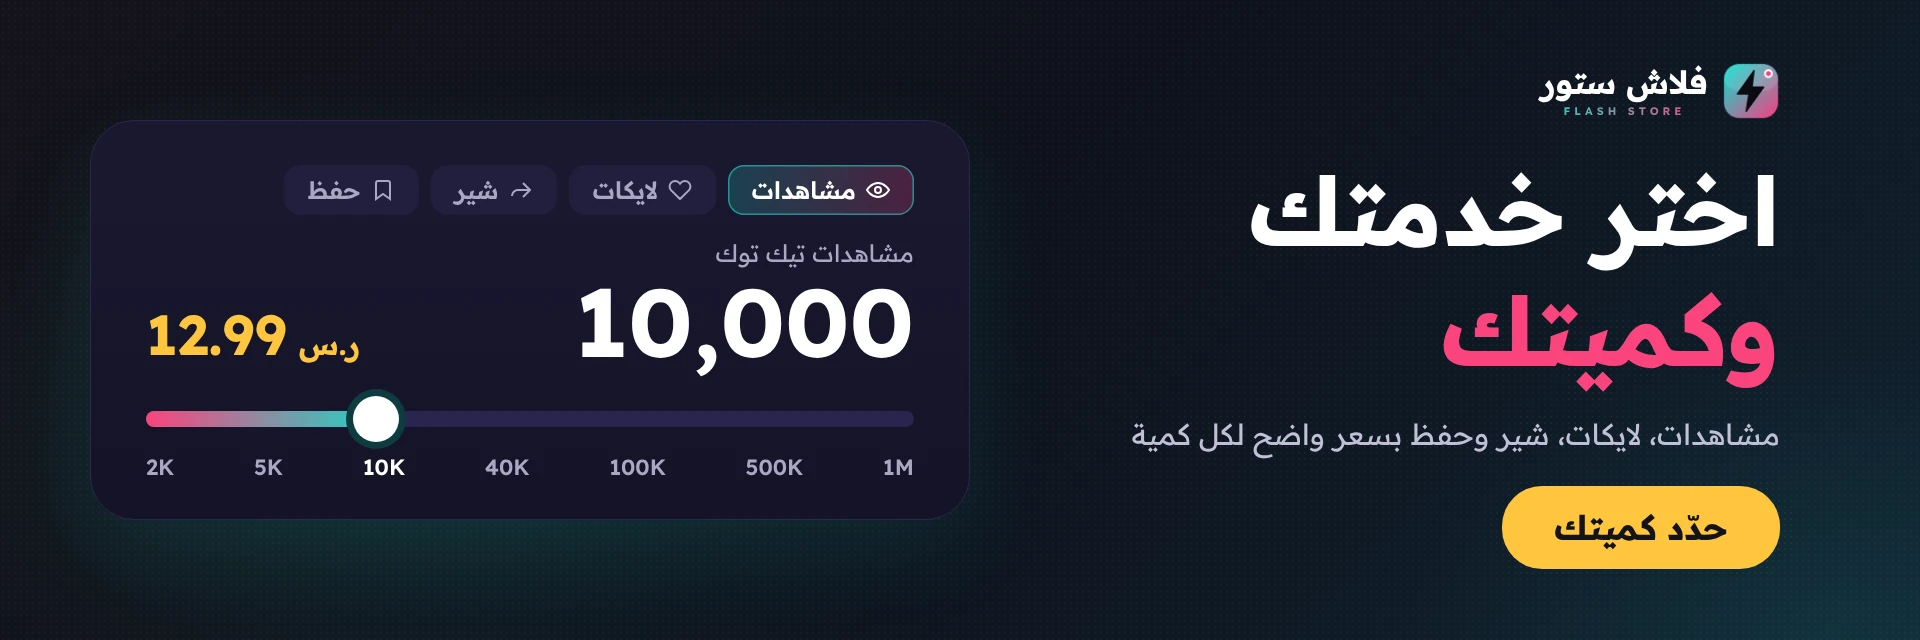 فلاش ستور
FLASH STORE
اختر خدمتك
وكميتك
مشاهدات، لايكات، شير وحفظ بسعر واضح لكل كمية
حدّد كميتك
مشاهدات لايكات شير حفظ
مشاهدات تيك توك
10,000
12.99 ر.س
2K 5K 10K 40K 100K 500K 1M